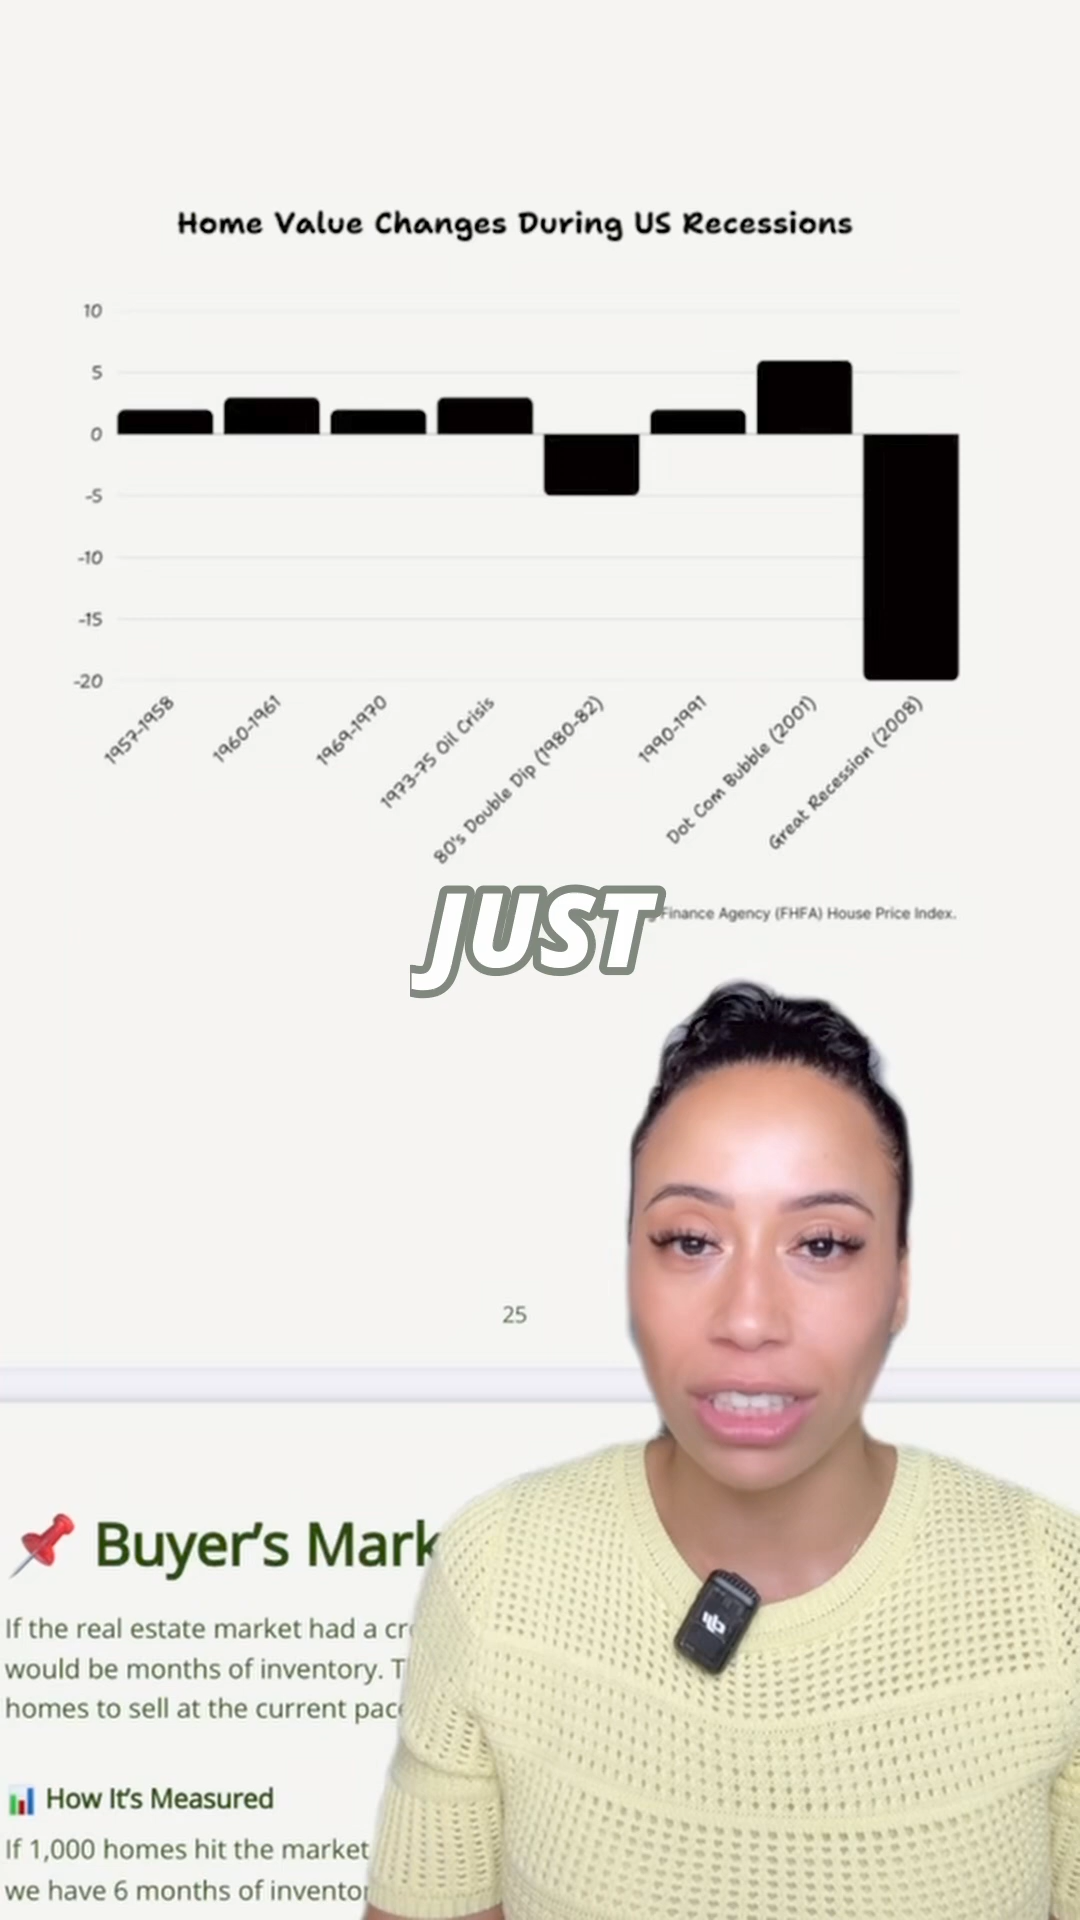 Home Value Changes During US Recessions
10
5
0
-5
-10
-15
-20
1957-1958
1960-1961
1969-1970
1973-75 Oil Crisis
80's Double Dip (1980-82)
1990-1991
Dot Com Bubble (2001)
Great Recession (2008)
JUST
Finance Agency (FHFA) House Price Index.
25
📌 Buyer's Mark
If the real estate market had a
would be months of inventory.
homes to sell at the current
📊 How It's Measured
If 1,000 homes hit the market
we have 6 months of